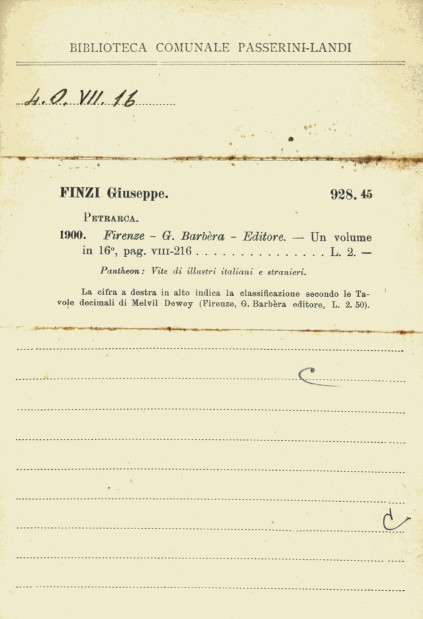 BIBLIOTECA COMUNALE PASSERINI-LANDI
4.O.VII.16
FINZI Giuseppe. 928.45
PETRARCA.
1900. Firenze - G. Barbèra - Editore. — Un volume
in 16º, pag. VIII-216 . . . . . . . . . . . . . . . L. 2. —
Pantheon: Vite di illustri italiani e stranieri.
La cifra a destra in alto indica la classificazione secondo le Ta-
vole decimali di Melvil Dewey (Firenze, G. Barbèra editore, L. 2. 50).
C
C